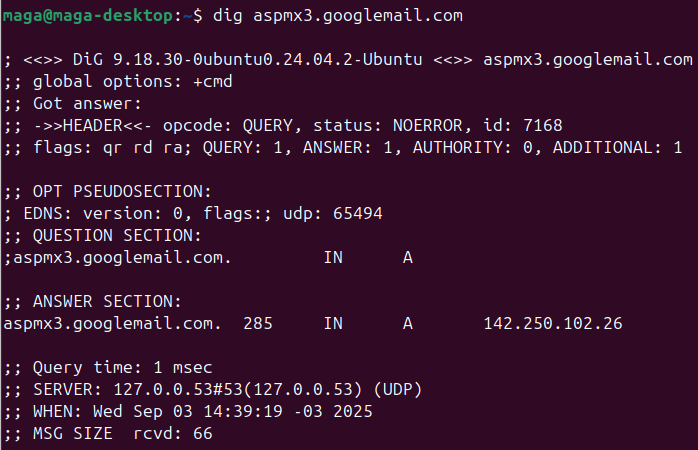 maga@maga-desktop:~$ dig aspmx3.googlemail.com
; <<>> DiG 9.18.30-0ubuntu0.24.04.2-Ubuntu <<>> aspmx3.googlemail.com
;; global options: +cmd
;; Got answer:
;; ->>HEADER<<- opcode: QUERY, status: NOERROR, id: 7168
;; flags: qr rd ra; QUERY: 1, ANSWER: 1, AUTHORITY: 0, ADDITIONAL: 1
;; OPT PSEUDOSECTION:
; EDNS: version: 0, flags:; udp: 65494
;; QUESTION SECTION:
;aspmx3.googlemail.com. IN A
;; ANSWER SECTION:
aspmx3.googlemail.com. 285 IN A 142.250.102.26
;; Query time: 1 msec
;; SERVER: 127.0.0.53#53(127.0.0.53) (UDP)
;; WHEN: Wed Sep 03 14:39:19 -03 2025
;; MSG SIZE rcvd: 66